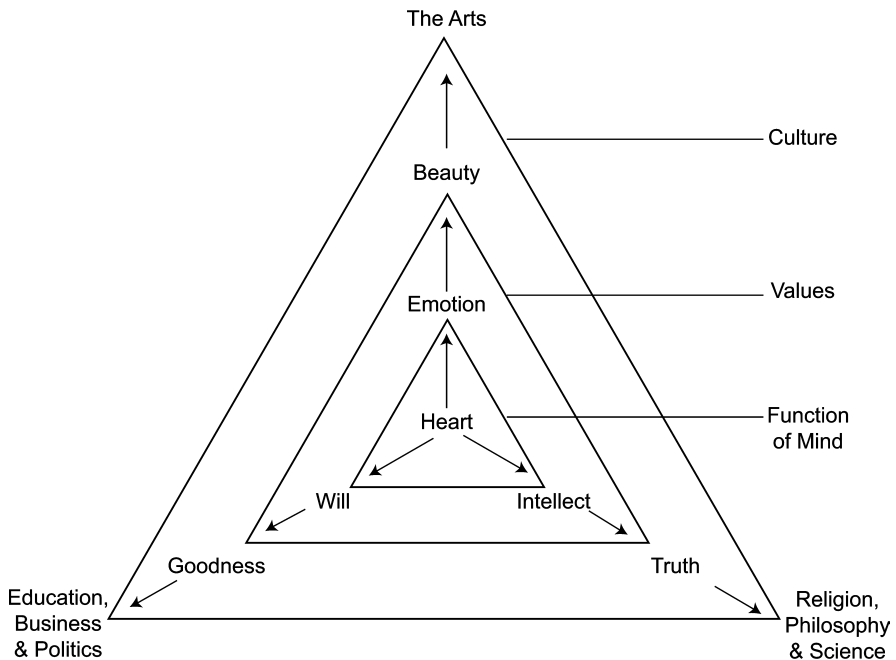 The Arts
Culture
Beauty
Values
Emotion
Function
of Mind
Heart
Will
Intellect
Goodness
Truth
Education,
Business
& Politics
Religion,
Philosophy
& Science